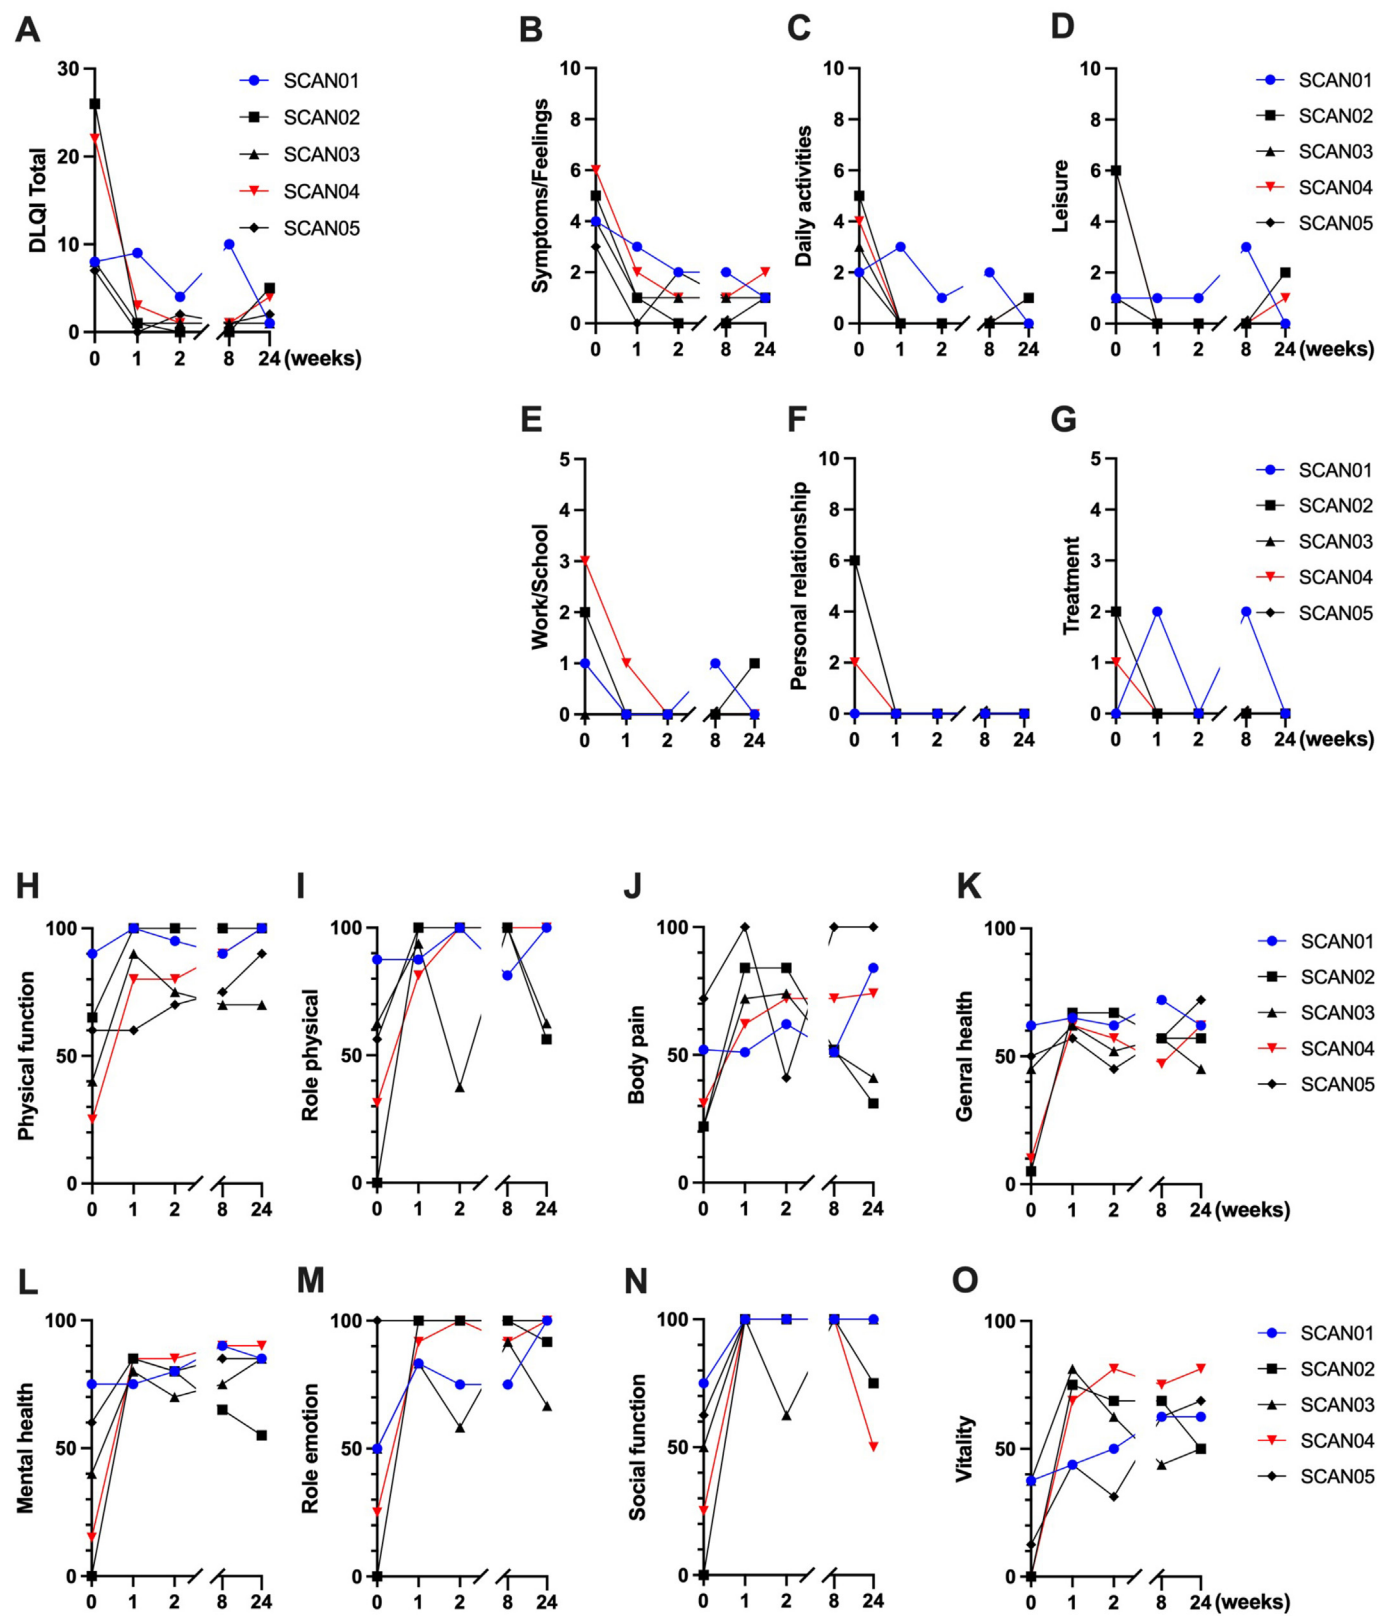 A
DLQI Total
30
20
10
0
0 1 2 8 24 (weeks)
SCAN01
SCAN02
SCAN03
SCAN04
SCAN05
B
Symptoms/Feelings
10
8
6
4
2
0
0 1 2 8 24
C
Daily activities
10
8
6
4
2
0
0 1 2 8 24
D
Leisure
10
8
6
4
2
0
0 1 2 8 24 (weeks)
SCAN01
SCAN02
SCAN03
SCAN04
SCAN05
E
Work/School
5
4
3
2
1
0
0 1 2 8 24
F
Personal relationship
10
8
6
4
2
0
0 1 2 8 24
G
Treatment
5
4
3
2
1
0
0 1 2 8 24 (weeks)
SCAN01
SCAN02
SCAN03
SCAN04
SCAN05
H
Physical function
100
50
0
0 1 2 8 24
I
Role physical
100
50
0
0 1 2 8 24
J
Body pain
100
50
0
0 1 2 8 24
K
Genral health
100
50
0
0 1 2 8 24 (weeks)
SCAN01
SCAN02
SCAN03
SCAN04
SCAN05
L
Mental health
100
50
0
0 1 2 8 24
M
Role emotion
100
50
0
0 1 2 8 24
N
Social function
100
50
0
0 1 2 8 24
O
Vitality
100
50
0
0 1 2 8 24 (weeks)
SCAN01
SCAN02
SCAN03
SCAN04
SCAN05